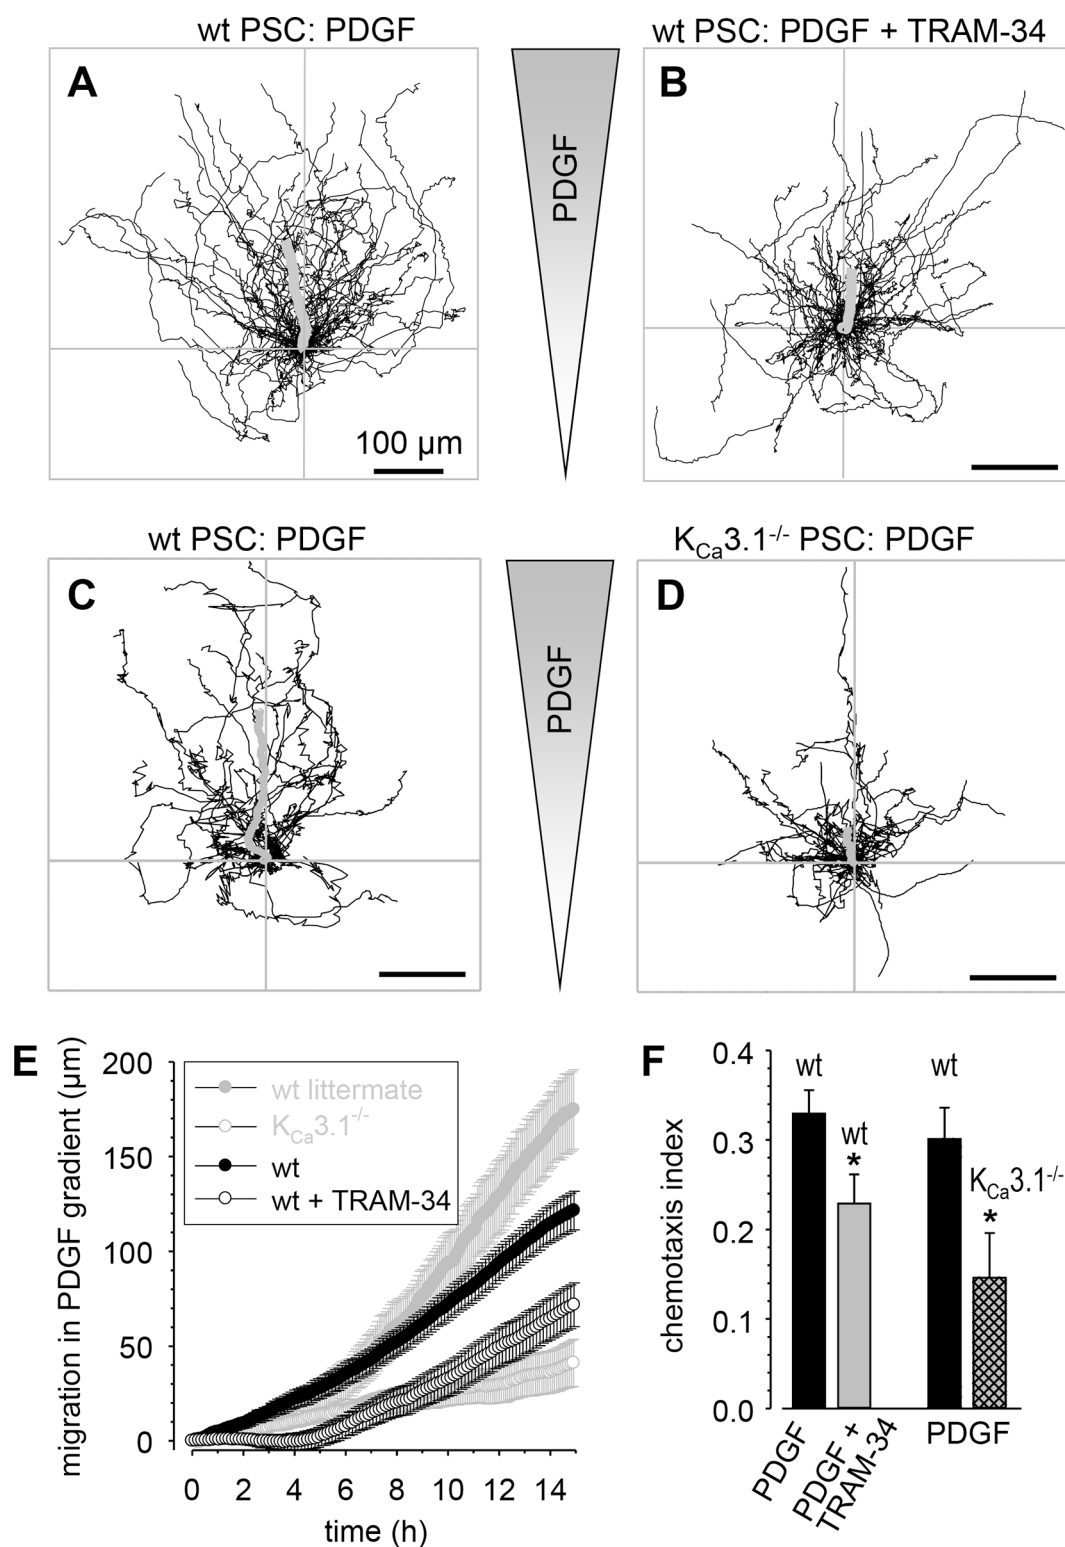 wt PSC: PDGF
wt PSC: PDGF + TRAM-34
A
B
PDGF
100 µm
wt PSC: PDGF
K_Ca3.1^-/- PSC: PDGF
C
D
PDGF
E
migration in PDGF gradient (µm)
200
150
100
50
0
wt littermate
K_Ca3.1^-/-
wt
wt + TRAM-34
0 2 4 6 8 10 12 14
time (h)
F
chemotaxis index
0.4
0.3
0.2
0.1
0.0
wt
wt
*
wt
K_Ca3.1^-/-
*
PDGF
PDGF +
TRAM-34
PDGF